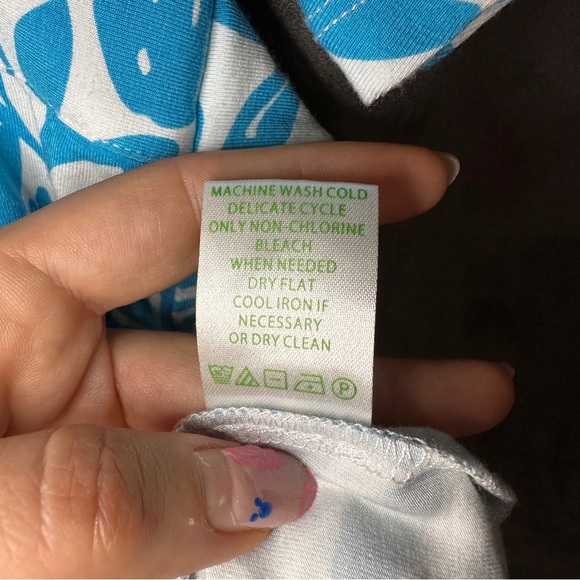 MACHINE WASH COLD
DELICATE CYCLE
ONLY NON-CHLORINE
BLEACH
WHEN NEEDED
DRY FLAT
COOL IRON IF
NECESSARY
OR DRY CLEAN
P